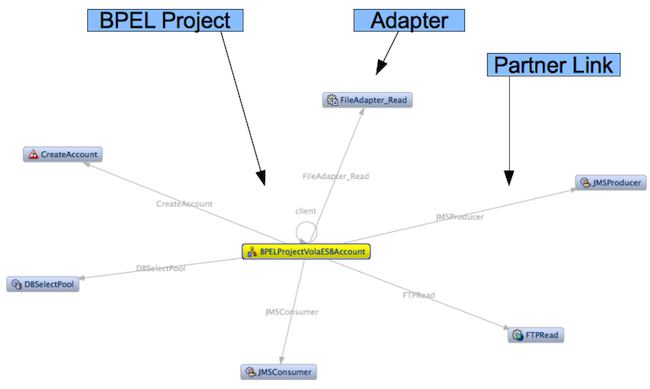 BPEL Project
Adapter
Partner Link
FileAdapter_Read
CreateAccount
FileAdapter_Read
JMSProducer
CreateAccount
client
JMSProducer
BPELProjectVolaESBAccount
DBSelectPool
DBSelectPool
FTPRead
JMSConsumer
FTPRead
JMSConsumer